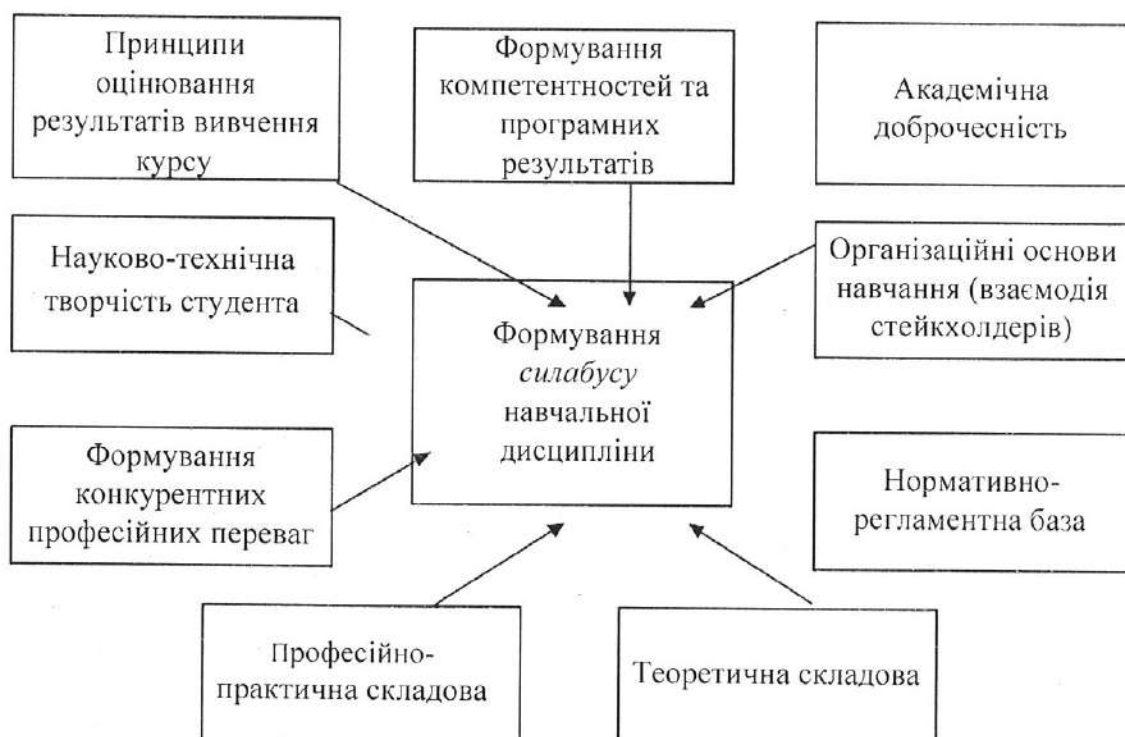 Принципи
оцінювання
результатів вивчення
курсу
Формування
компетентностей та
програмних
результатів
Академічна
доброчесність
Науково-технічна
творчість студента
Формування
силабусу
навчальної
дисципліни
Організаційні основи
навчання (взаємодія
стейкхолдерів)
Формування
конкурентних
професійних переваг
Нормативно-
регламентна база
Професійно-
практична складова
Теоретична складова